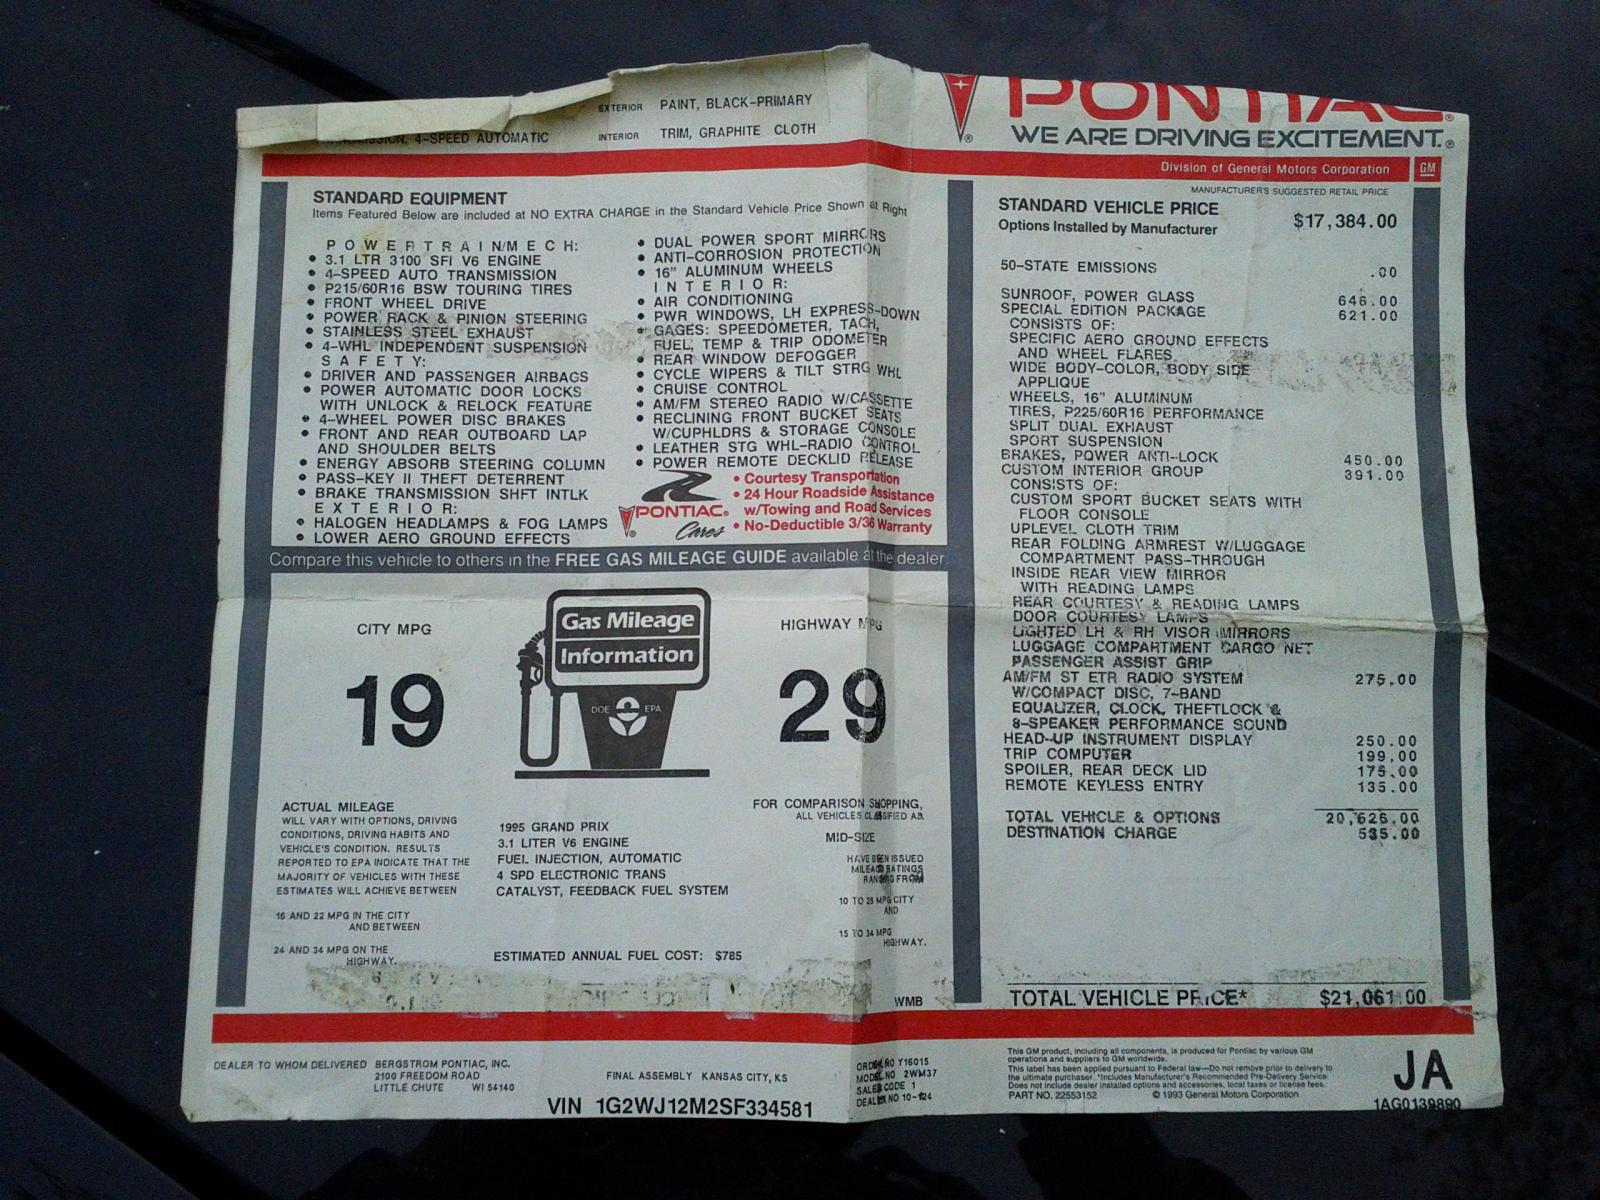 EXTERIOR PAINT, BLACK-PRIMARY
TRANSMISSION, 4-SPEED AUTOMATIC
INTERIOR TRIM, GRAPHITE CLOTH
PONTIAC®
WE ARE DRIVING EXCITEMENT.®
Division of General Motors Corporation GM
STANDARD EQUIPMENT
Items Featured Below are included at NO EXTRA CHARGE in the Standard Vehicle Price Shown at Right
POWERTRAIN/MECH:
• 3.1 LTR 3100 SFI V6 ENGINE
• 4-SPEED AUTO TRANSMISSION
• P215/60R16 BSW TOURING TIRES
• FRONT WHEEL DRIVE
• POWER RACK & PINION STEERING
• STAINLESS STEEL EXHAUST
• 4-WHL INDEPENDENT SUSPENSION
SAFETY:
• DRIVER AND PASSENGER AIRBAGS
• POWER AUTOMATIC DOOR LOCKS
WITH UNLOCK & RELOCK FEATURE
• 4-WHEEL POWER DISC BRAKES
• FRONT AND REAR OUTBOARD LAP
AND SHOULDER BELTS
• ENERGY ABSORB STEERING COLUMN
• PASS-KEY II THEFT DETERRENT
• BRAKE TRANSMISSION SHFT INTLK
EXTERIOR:
• HALOGEN HEADLAMPS & FOG LAMPS
• LOWER AERO GROUND EFFECTS
• DUAL POWER SPORT MIRRORS
• ANTI-CORROSION PROTECTION
• 16" ALUMINUM WHEELS
INTERIOR:
• AIR CONDITIONING
• PWR WINDOWS, LH EXPRESS-DOWN
• GAGES: SPEEDOMETER, TACH,
FUEL, TEMP & TRIP ODOMETER
• REAR WINDOW DEFOGGER
• CYCLE WIPERS & TILT STRG WHL
• CRUISE CONTROL
• AM/FM STEREO RADIO W/CASSETTE
• RECLINING FRONT BUCKET SEATS
W/CUPHLDRS & STORAGE CONSOLE
• LEATHER STG WHL-RADIO CONTROL
• POWER REMOTE DECKLID RELEASE
PONTIAC® Cares
• Courtesy Transportation
• 24 Hour Roadside Assistance
w/Towing and Road Services
• No-Deductible 3/36 Warranty
Compare this vehicle to others in the FREE GAS MILEAGE GUIDE available at the dealer.
CITY MPG
19
Gas Mileage
Information
DOE EPA
HIGHWAY MPG
29
ACTUAL MILEAGE
WILL VARY WITH OPTIONS, DRIVING
CONDITIONS, DRIVING HABITS AND
VEHICLE'S CONDITION. RESULTS
REPORTED TO EPA INDICATE THAT THE
MAJORITY OF VEHICLES WITH THESE
ESTIMATES WILL ACHIEVE BETWEEN
16 AND 22 MPG IN THE CITY
AND BETWEEN
24 AND 34 MPG ON THE
HIGHWAY.
1995 GRAND PRIX
3.1 LITER V6 ENGINE
FUEL INJECTION, AUTOMATIC
4 SPD ELECTRONIC TRANS
CATALYST, FEEDBACK FUEL SYSTEM
ESTIMATED ANNUAL FUEL COST: $785
FOR COMPARISON SHOPPING,
ALL VEHICLES CLASSIFIED AS
MID-SIZE
HAVE BEEN ISSUED
MILEAGE RATINGS
RANGING FROM
10 TO 25 MPG CITY
AND
15 TO 34 MPG
HIGHWAY.
WMB
MANUFACTURER'S SUGGESTED RETAIL PRICE
STANDARD VEHICLE PRICE $17,384.00
Options Installed by Manufacturer
50-STATE EMISSIONS .00
SUNROOF, POWER GLASS 646.00
SPECIAL EDITION PACKAGE 621.00
CONSISTS OF:
SPECIFIC AERO GROUND EFFECTS
AND WHEEL FLARES
WIDE BODY-COLOR, BODY SIDE
APPLIQUE
WHEELS, 16" ALUMINUM
TIRES, P225/60R16 PERFORMANCE
SPLIT DUAL EXHAUST
SPORT SUSPENSION
BRAKES, POWER ANTI-LOCK 450.00
CUSTOM INTERIOR GROUP 391.00
CONSISTS OF:
CUSTOM SPORT BUCKET SEATS WITH
FLOOR CONSOLE
UPLEVEL CLOTH TRIM
REAR FOLDING ARMREST W/LUGGAGE
COMPARTMENT PASS-THROUGH
INSIDE REAR VIEW MIRROR
WITH READING LAMPS
REAR COURTESY & READING LAMPS
DOOR COURTESY LAMPS
LIGHTED LH & RH VISOR MIRRORS
LUGGAGE COMPARTMENT CARGO NET
PASSENGER ASSIST GRIP
AM/FM ST ETR RADIO SYSTEM 275.00
W/COMPACT DISC, 7-BAND
EQUALIZER, CLOCK, THEFTLOCK &
8-SPEAKER PERFORMANCE SOUND
HEAD-UP INSTRUMENT DISPLAY 250.00
TRIP COMPUTER 199.00
SPOILER, REAR DECK LID 175.00
REMOTE KEYLESS ENTRY 135.00
TOTAL VEHICLE & OPTIONS 20,526.00
DESTINATION CHARGE 535.00
TOTAL VEHICLE PRICE* $21,061.00
DEALER TO WHOM DELIVERED BERGSTROM PONTIAC, INC.
2100 FREEDOM ROAD
LITTLE CHUTE WI 54140
FINAL ASSEMBLY KANSAS CITY, KS
VIN 1G2WJ12M2SF334581
ORDER NO Y16015
MODEL NO 2WM37
SALES CODE 1
DEALER NO 10-124
This GM product, including all components, is produced for Pontiac by various GM
operations and suppliers to GM worldwide.
This label has been applied pursuant to Federal law—Do not remove prior to delivery to
the ultimate purchaser. *Includes Manufacturer's Recommended Pre-Delivery Service.
Does not include dealer installed options and accessories, local taxes or license fees.
PART NO. 22553152 © 1993 General Motors Corporation
JA
1AG0139890